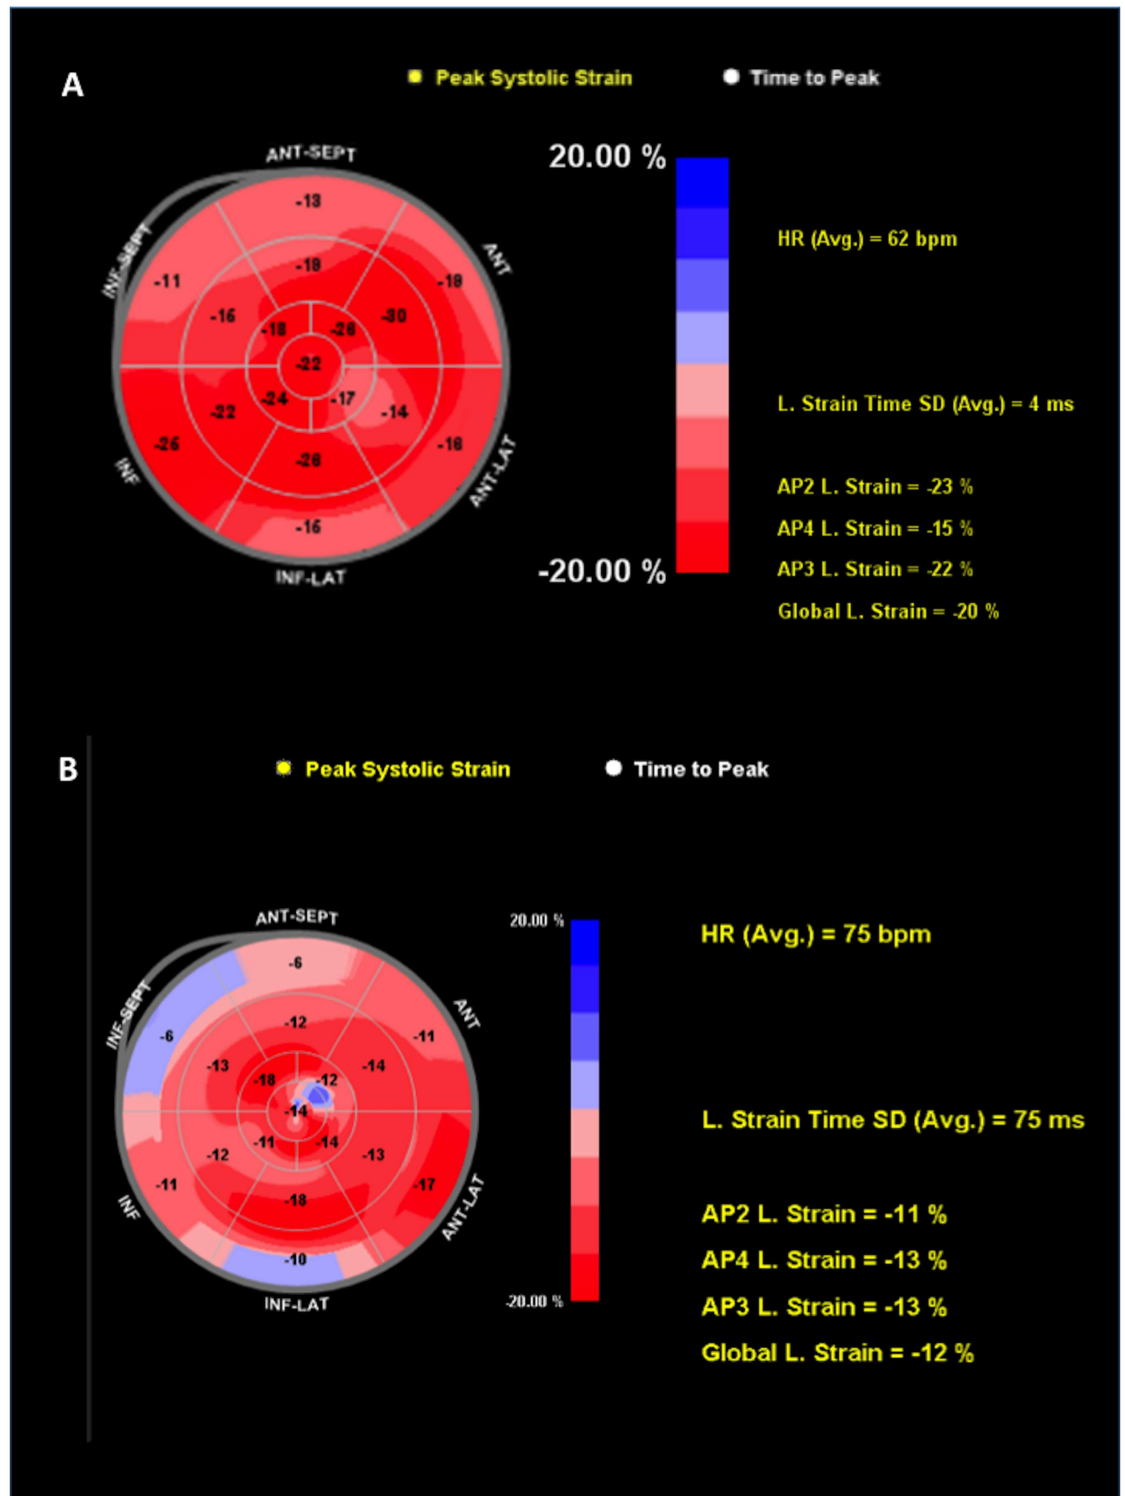 A
Peak Systolic Strain
Time to Peak
ANT-SEPT
20.00 %
-13
HR (Avg.) = 62 bpm
INF-SEPT
ANT
-18
-11
-30
-16
-18
-22
L. Strain Time SD (Avg.) = 4 ms
-24
-17
-22
-14
INF
ANT-LAT
-26
AP2 L. Strain = -23 %
AP4 L. Strain = -15 %
-16
AP3 L. Strain = -22 %
-20.00 %
INF-LAT
Global L. Strain = -20 %
B
Peak Systolic Strain
Time to Peak
ANT-SEPT
20.00 %
HR (Avg.) = 75 bpm
-6
INF-SEPT
ANT
-6
-12
-11
-13
-14
-18
-12
-14
L. Strain Time SD (Avg.) = 75 ms
-11
-14
-12
-13
-11
-17
INF
ANT-LAT
-18
AP2 L. Strain = -11 %
-10
AP4 L. Strain = -13 %
-20.00 %
INF-LAT
AP3 L. Strain = -13 %
Global L. Strain = -12 %